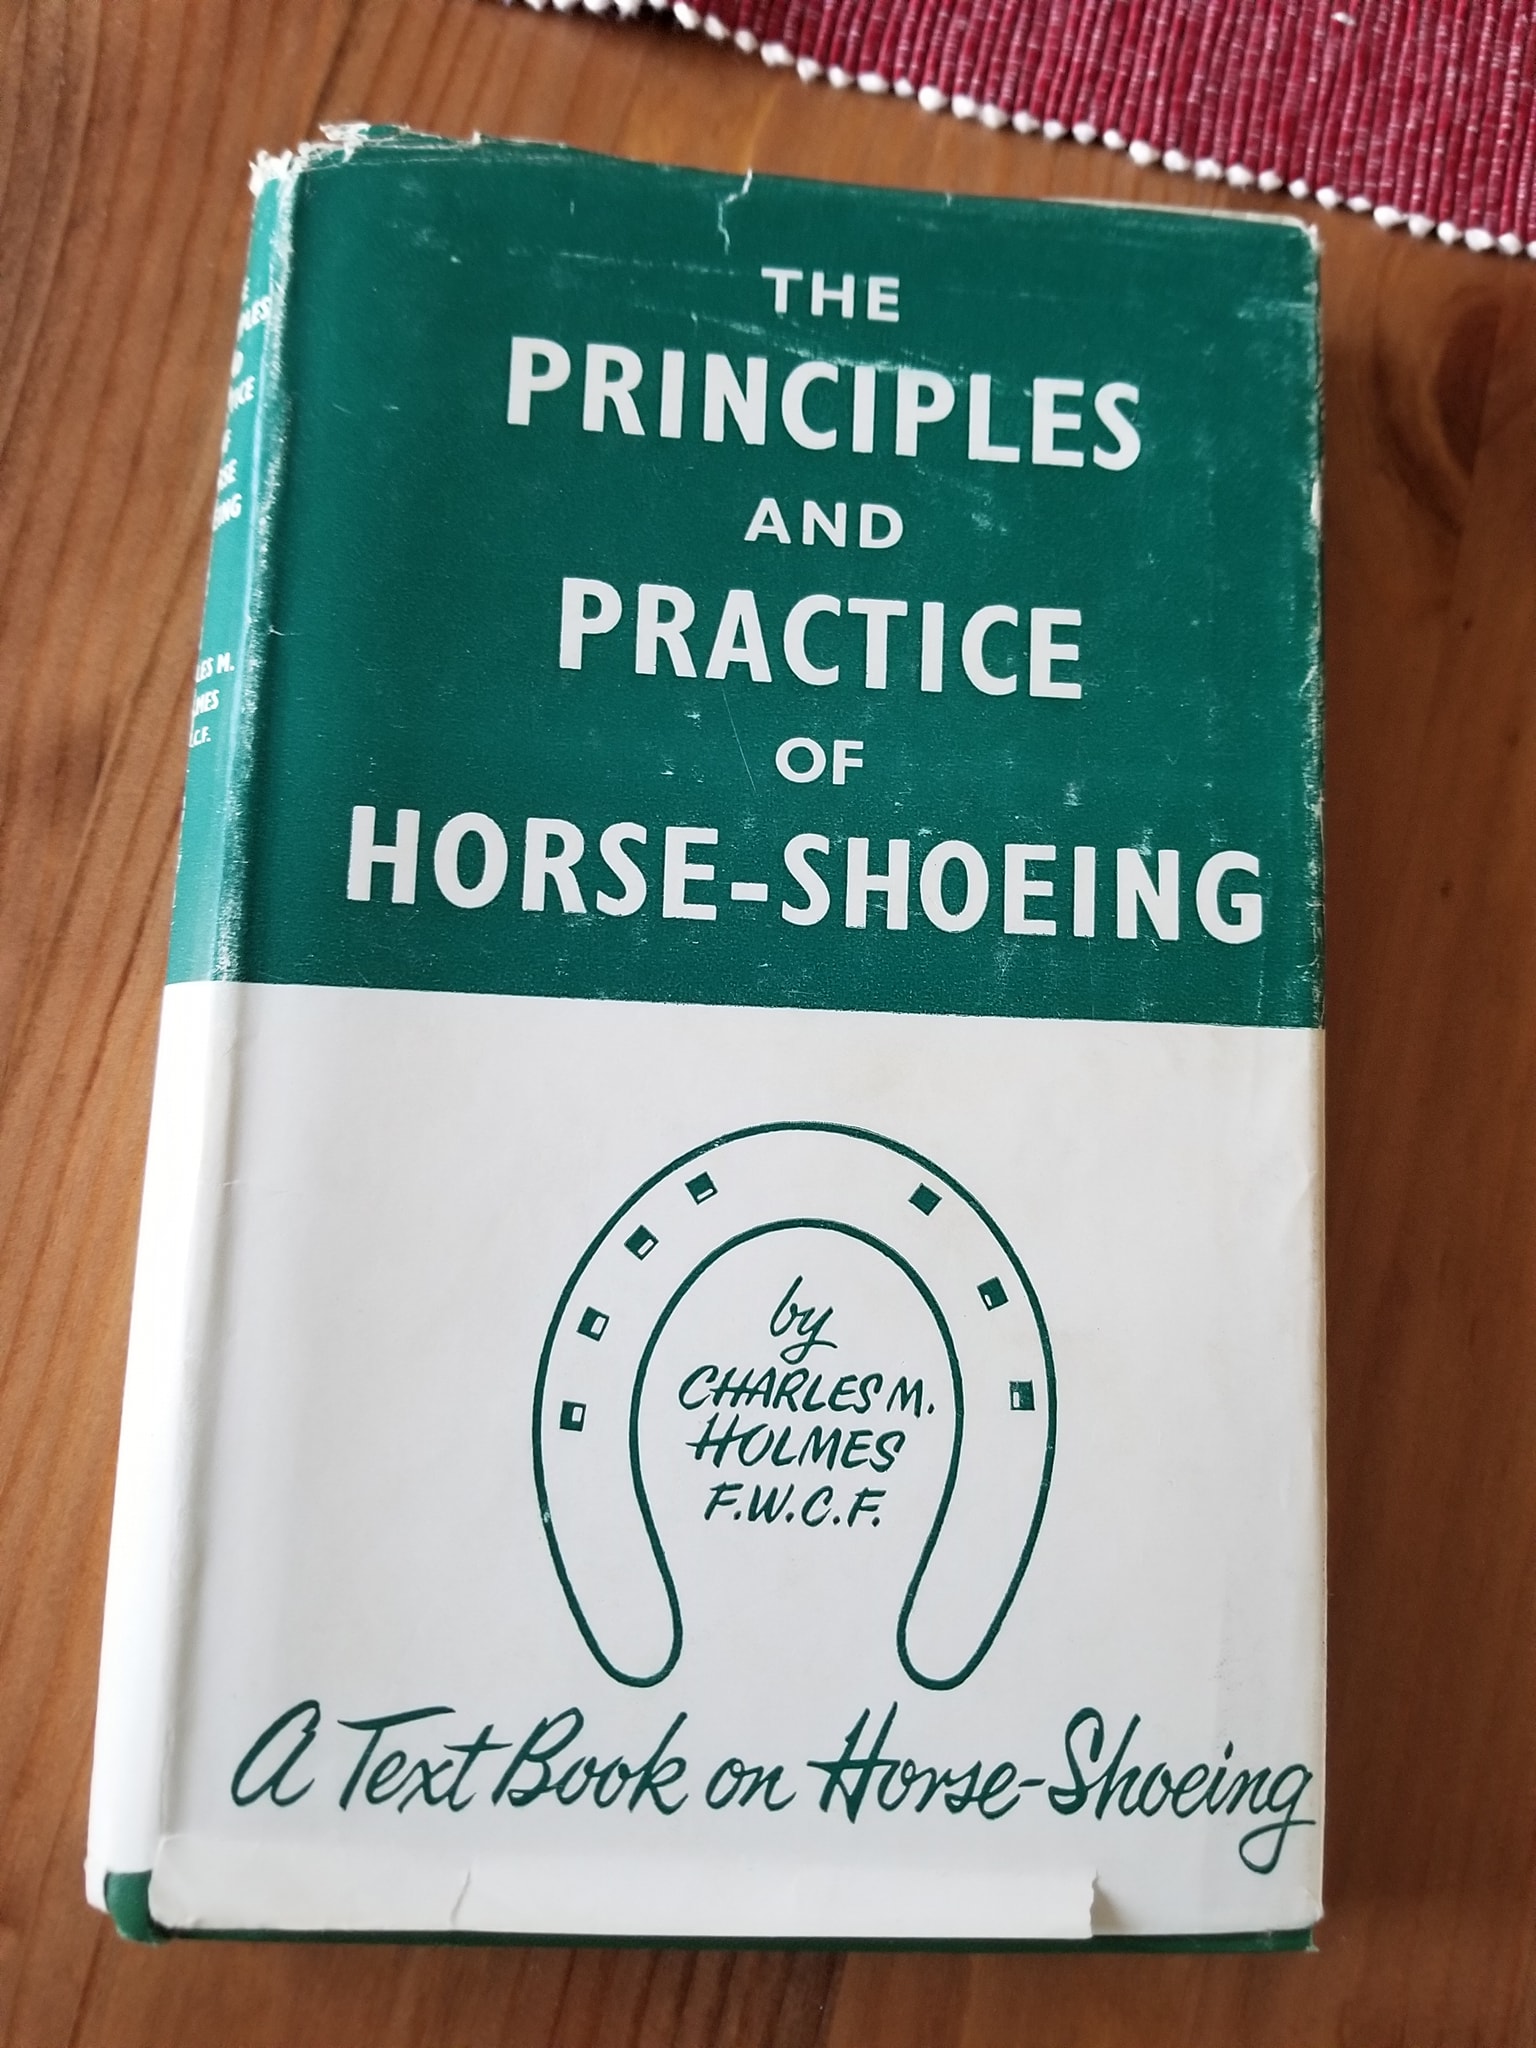 THE
PRINCIPLES
AND
PRACTICE
OF
HORSE-SHOEING
by
CHARLES M.
HOLMES
F.W.C.F.
A Text Book on Horse-Shoeing